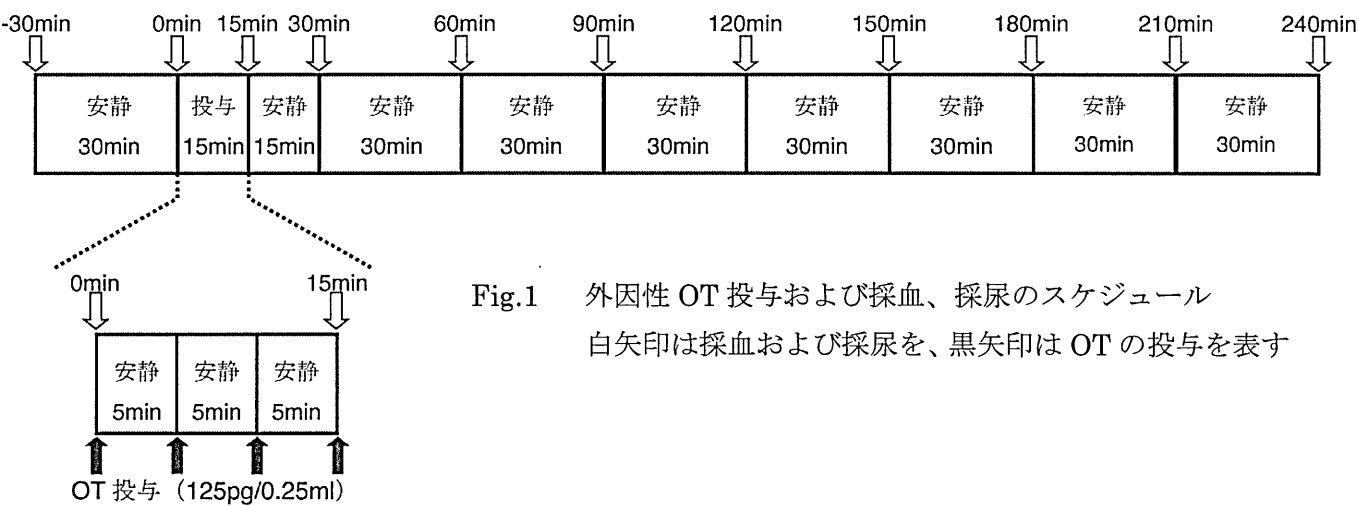 -30min 0min 15min 30min 60min 90min 120min 150min 180min 210min 240min
安静 投与 安静 安静 安静 安静 安静 安静 安静 安静
30min 15min 15min 30min 30min 30min 30min 30min 30min 30min
0min 15min
安静 安静 安静
5min 5min 5min
OT 投与（125pg/0.25ml）
Fig.1 外因性 OT 投与および採血、採尿のスケジュール
白矢印は採血および採尿を、黒矢印は OT の投与を表す